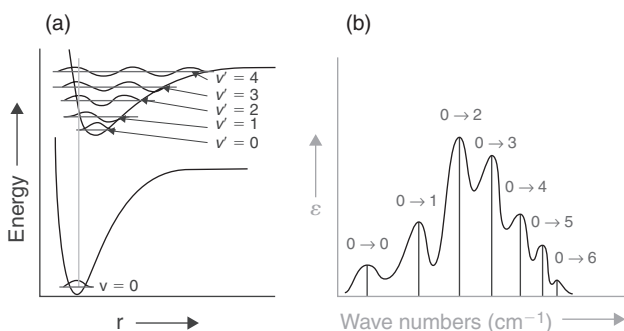 (a)
Energy
v' = 4
v' = 3
v' = 2
v' = 1
v' = 0
v = 0
r
(b)
ε
0 → 0
0 → 1
0 → 2
0 → 3
0 → 4
0 → 5
0 → 6
Wave numbers (cm⁻¹)